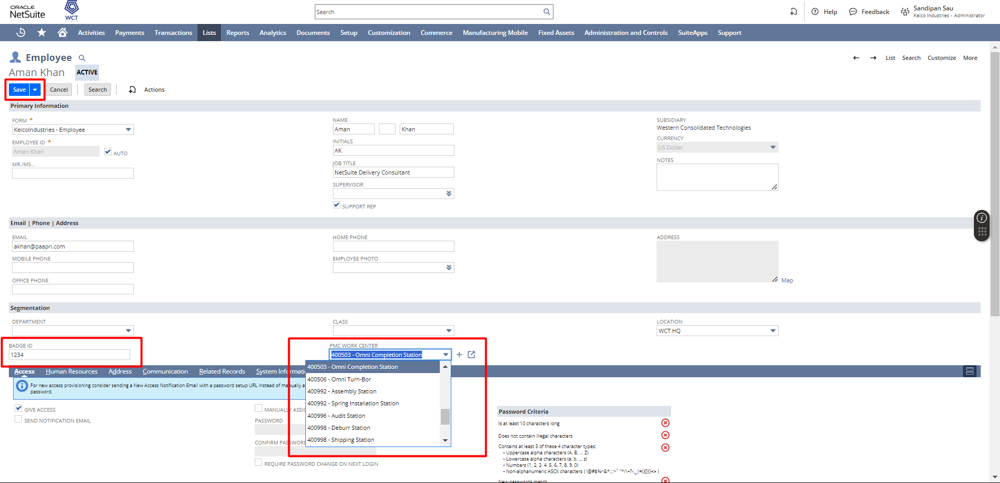 ORACLE
NetSuite
WCT
Search
Help
Feedback
Sandipan Sau
Kelco Industries - Administrator
Activities
Payments
Transactions
Lists
Reports
Analytics
Documents
Setup
Customization
Commerce
Manufacturing Mobile
Fixed Assets
Administration and Controls
SuiteApps
Support
Employee
List
Search
Customize
More
Aman Khan
ACTIVE
Save
Cancel
Search
Actions
Primary Information
FORM *
KelcoIndustries - Employee
EMPLOYEE ID *
Aman Khan
AUTO
MR./MS...
NAME
Aman
Khan
INITIALS
AK
JOB TITLE
NetSuite Delivery Consultant
SUPERVISOR
SUPPORT REP
SUBSIDIARY
Western Consolidated Technologies
CURRENCY
US Dollar
NOTES
Email | Phone | Address
EMAIL
akhan@paapri.com
MOBILE PHONE
OFFICE PHONE
HOME PHONE
EMPLOYEE PHOTO
ADDRESS
Map
Segmentation
DEPARTMENT
CLASS
LOCATION
WCT HQ
BADGE ID
1234
PMC WORK CENTER
400503 - Omni Completion Station
400503 - Omni Completion Station
400506 - Omni Turn-Bor
400992 - Assembly Station
400992 - Spring Installation Station
400996 - Audit Station
400998 - Deburr Station
400998 - Shipping Station
Access
Human Resources
Address
Communication
Related Records
System Informati
For new access provisioning consider sending a New Access Notification Email with a password setup URL instead of manually as
password.
GIVE ACCESS
SEND NOTIFICATION EMAIL
MANUALLY ASSIG
PASSWORD
CONFIRM PASSWORD
REQUIRE PASSWORD CHANGE ON NEXT LOGIN
Password Criteria
Is at least 10 characters long
Does not contain illegal characters
Contains at least 3 of these 4 character types:
• Uppercase alpha characters (A, B, ... Z)
• Lowercase alpha characters (a, b, ... z)
• Numbers (1, 2, 3, 4, 5, 6, 7, 8, 9, 0)
• Non-alphanumeric ASCII characters
New passwords match